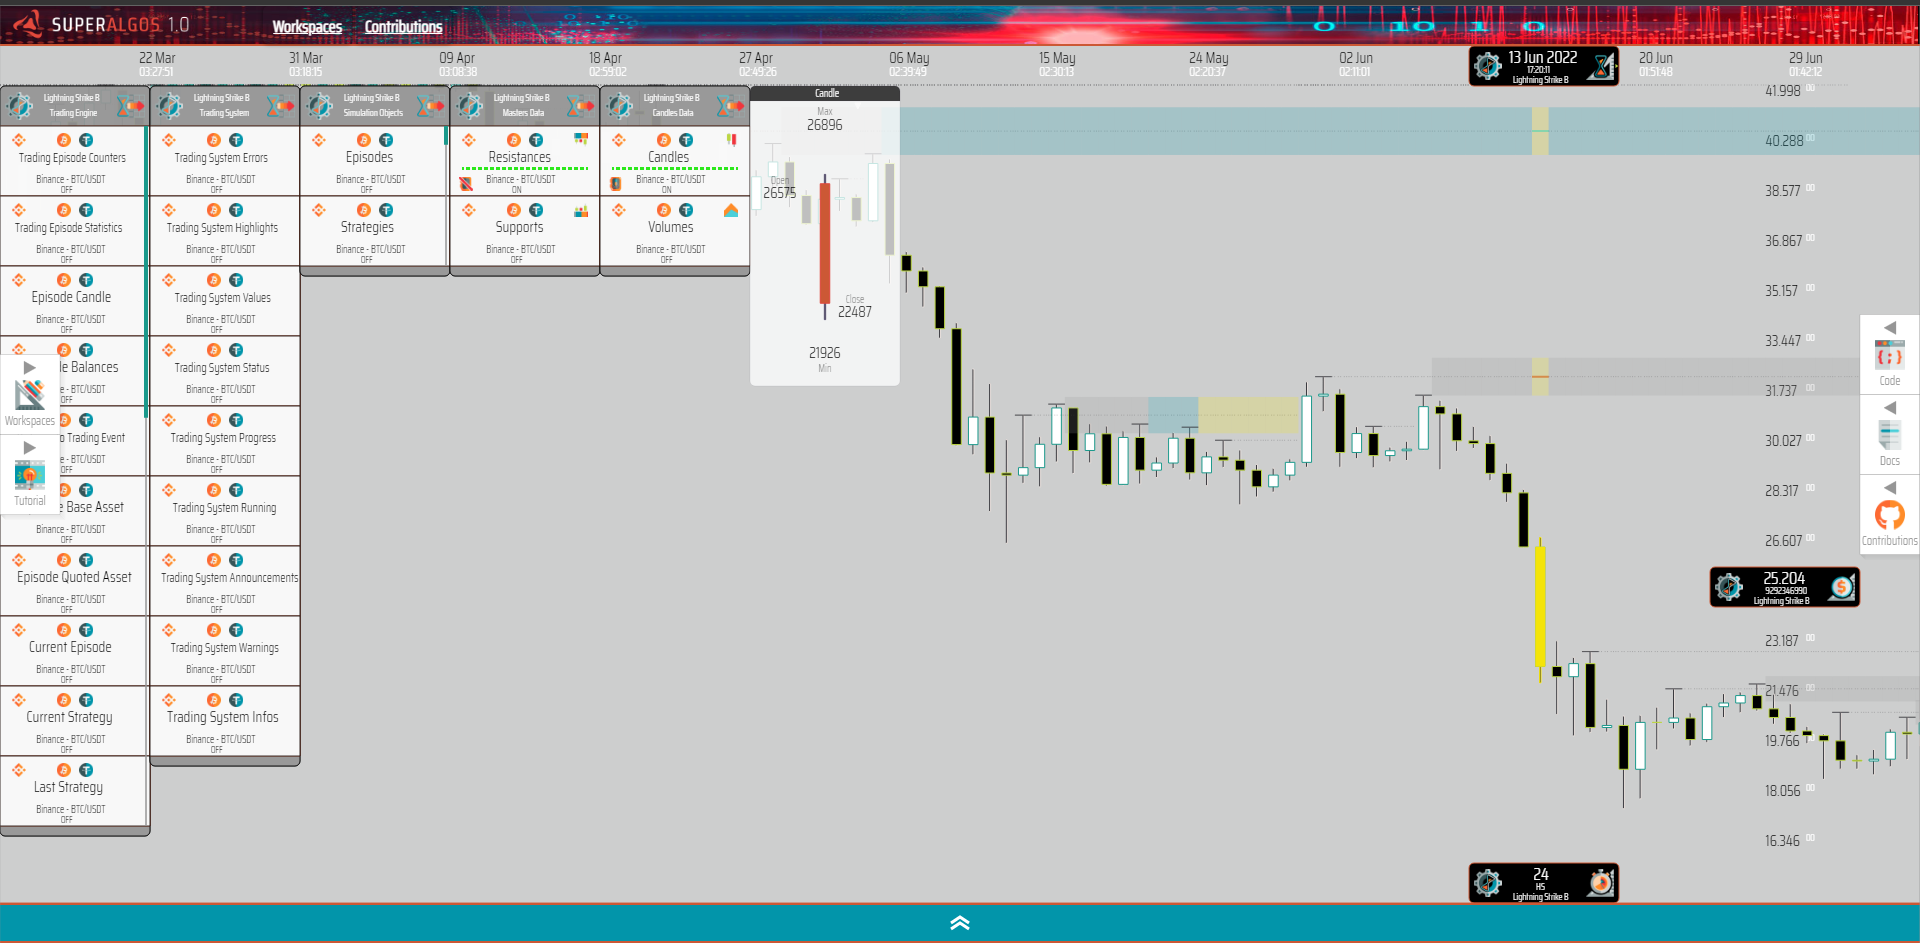 SUPERALGOS 1.0
Workspaces
Contributions
22 Mar
03:27:51
31 Mar
03:18:15
09 Apr
03:08:38
18 Apr
02:59:02
27 Apr
02:49:26
06 May
02:39:49
15 May
02:30:13
24 May
02:20:37
02 Jun
02:11:01
13 Jun 2022
17:20:11
Lightning Strike B
20 Jun
01:51:48
29 Jun
01:42:12
Lightning Strike B
Trading Engine
Trading Episode Counters
Binance - BTC/USDT
OFF
Trading Episode Statistics
Binance - BTC/USDT
OFF
Episode Candle
Binance - BTC/USDT
OFF
le Balances
- BTC/USDT
OFF
o Trading Event
- BTC/USDT
OFF
e Base Asset
Binance - BTC/USDT
OFF
Episode Quoted Asset
Binance - BTC/USDT
OFF
Current Episode
Binance - BTC/USDT
OFF
Current Strategy
Binance - BTC/USDT
OFF
Last Strategy
Binance - BTC/USDT
OFF
Lightning Strike B
Trading System
Trading System Errors
Binance - BTC/USDT
OFF
Trading System Highlights
Binance - BTC/USDT
OFF
Trading System Values
Binance - BTC/USDT
OFF
Trading System Status
Binance - BTC/USDT
OFF
Trading System Progress
Binance - BTC/USDT
OFF
Trading System Running
Binance - BTC/USDT
OFF
Trading System Announcements
Binance - BTC/USDT
OFF
Trading System Warnings
Binance - BTC/USDT
OFF
Trading System Infos
Binance - BTC/USDT
OFF
Lightning Strike B
Simulation Objects
Episodes
Binance - BTC/USDT
OFF
Strategies
Binance - BTC/USDT
OFF
Lightning Strike B
Masters Data
Resistances
Binance - BTC/USDT
ON
Supports
Binance - BTC/USDT
OFF
Lightning Strike B
Candles Data
Candles
Binance - BTC/USDT
ON
Volumes
Binance - BTC/USDT
OFF
Candle
Max
26896
Open
26575
Close
22487
21926
Min
Workspaces
Tutorial
41.998 00
40.288 00
38.577 00
36.867 00
35.157 00
33.447 00
31.737 00
30.027 00
28.317 00
26.607 00
25.204
9292346990
Lightning Strike B
23.187 00
21.476 00
19.766
18.056 00
16.346 00
Code
Docs
Contributions
24
HS
Lightning Strike B